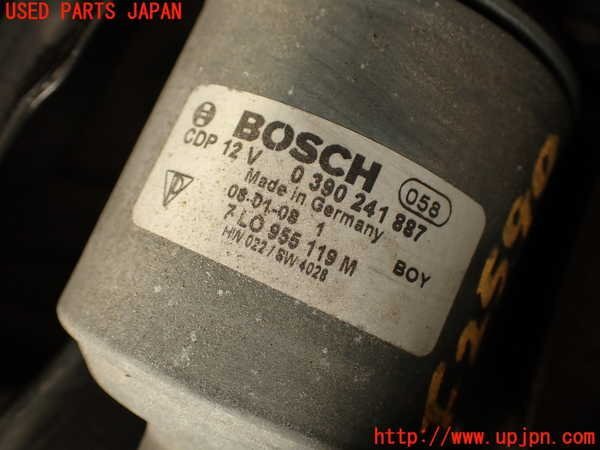 USED PARTS JAPAN
BOSCH
CDP 12 V 0 390 241 887
Made in Germany 058
08-01-08 1
7 L0 955 119 M BOY
HW 022 / SW 4028
http://www.upjpn.com